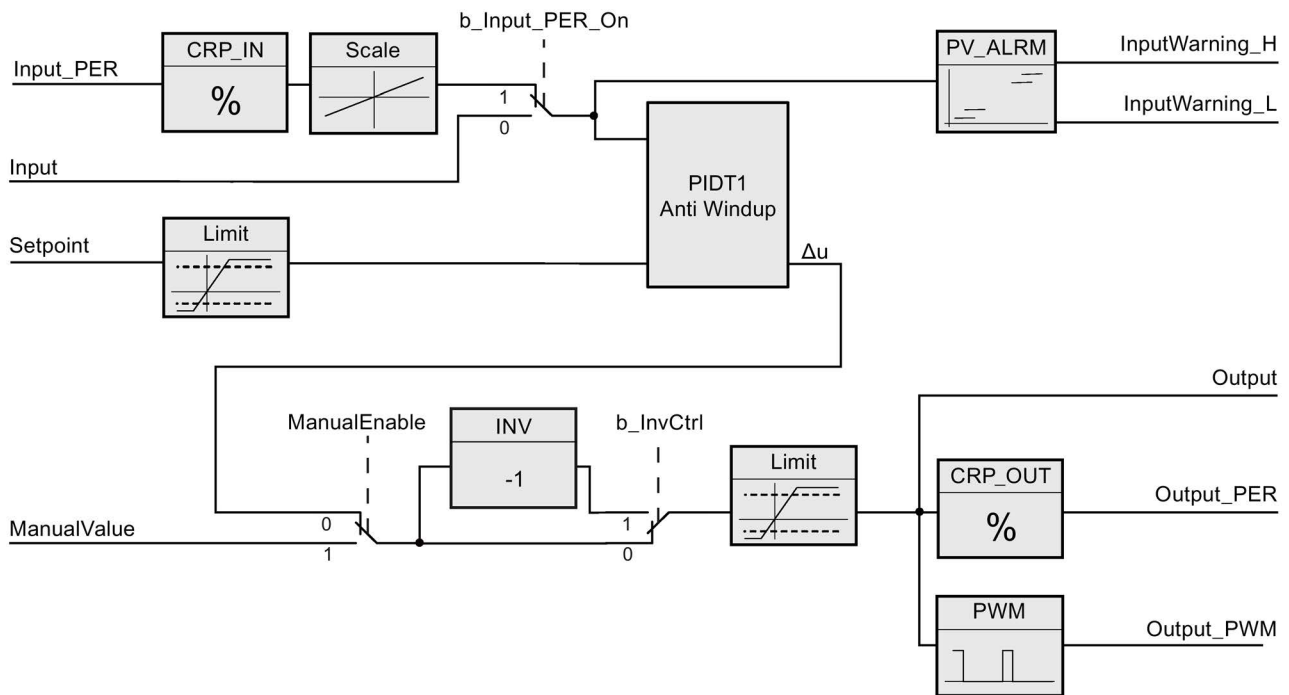 b_Input_PER_On
Input_PER
CRP_IN
%
Scale
1
0
PV_ALRM
InputWarning_H
InputWarning_L
Input
PIDT1
Anti Windup
Setpoint
Limit
Δu
ManualEnable
INV
-1
b_InvCtrl
Limit
Output
CRP_OUT
%
Output_PER
0
1
ManualValue
1
0
PWM
Output_PWM